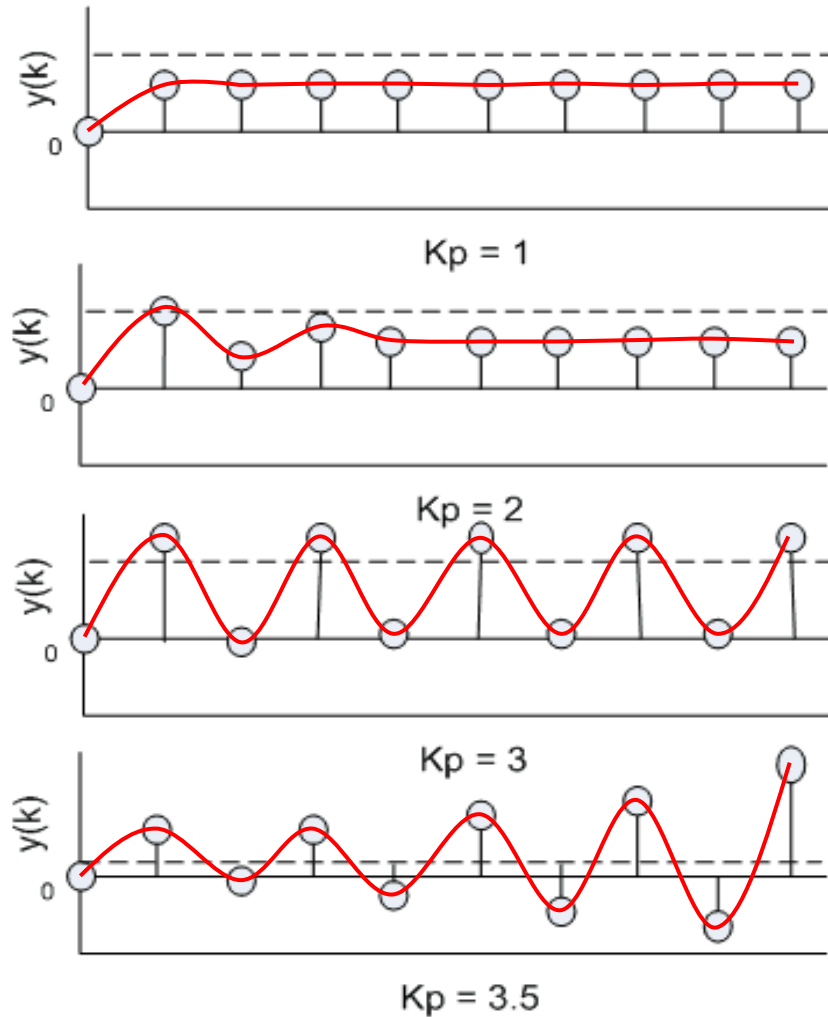 y(k)
0
Kp = 1
y(k)
0
Kp = 2
y(k)
0
Kp = 3
y(k)
0
Kp = 3.5